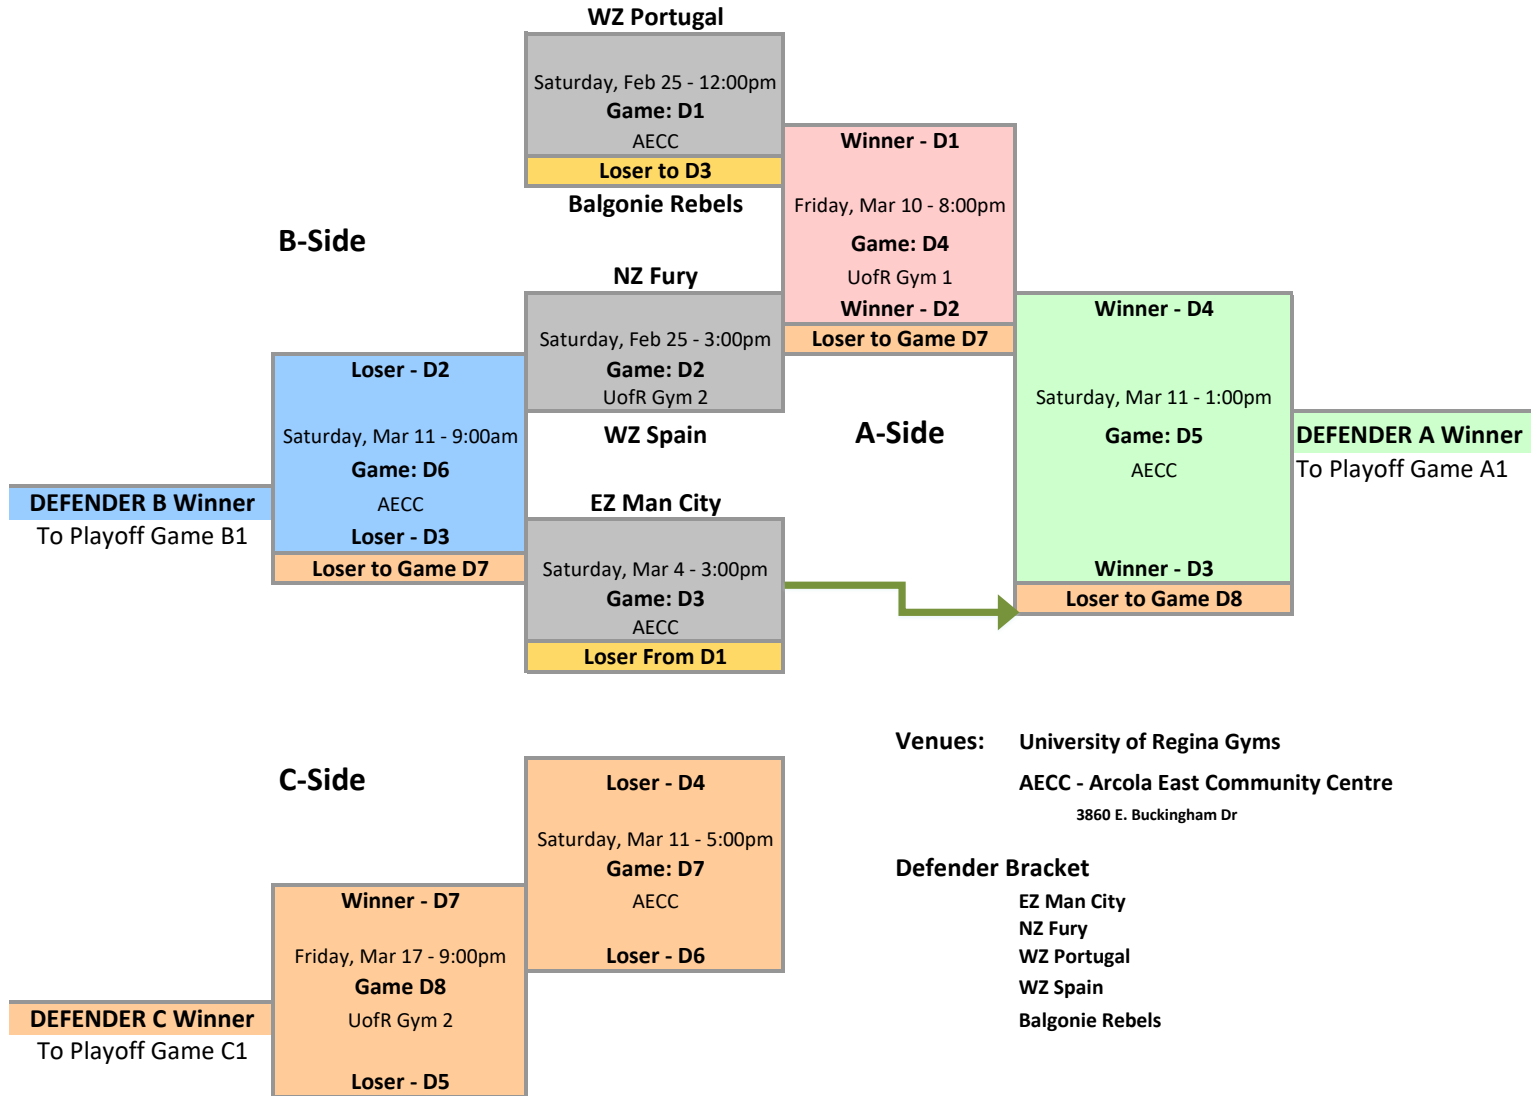 WZ Portugal
Saturday, Feb 25 - 12:00pm
Game: D1
AECC
Loser to D3
Balgonie Rebels
B-Side
NZ Fury
Saturday, Feb 25 - 3:00pm
Game: D2
UofR Gym 2
WZ Spain
Winner - D1
Friday, Mar 10 - 8:00pm
Game: D4
UofR Gym 1
Winner - D2
Loser to Game D7
Loser - D2
Saturday, Mar 11 - 9:00am
Game: D6
AECC
Loser - D3
Loser to Game D7
DEFENDER B Winner
To Playoff Game B1
EZ Man City
Saturday, Mar 4 - 3:00pm
Game: D3
AECC
Loser From D1
A-Side
Winner - D4
Saturday, Mar 11 - 1:00pm
Game: D5
AECC
Winner - D3
Loser to Game D8
DEFENDER A Winner
To Playoff Game A1
C-Side
Loser - D4
Saturday, Mar 11 - 5:00pm
Game: D7
AECC
Loser - D6
Winner - D7
Friday, Mar 17 - 9:00pm
Game D8
UofR Gym 2
Loser - D5
DEFENDER C Winner
To Playoff Game C1
Venues: University of Regina Gyms
AECC - Arcola East Community Centre
3860 E. Buckingham Dr
Defender Bracket
EZ Man City
NZ Fury
WZ Portugal
WZ Spain
Balgonie Rebels